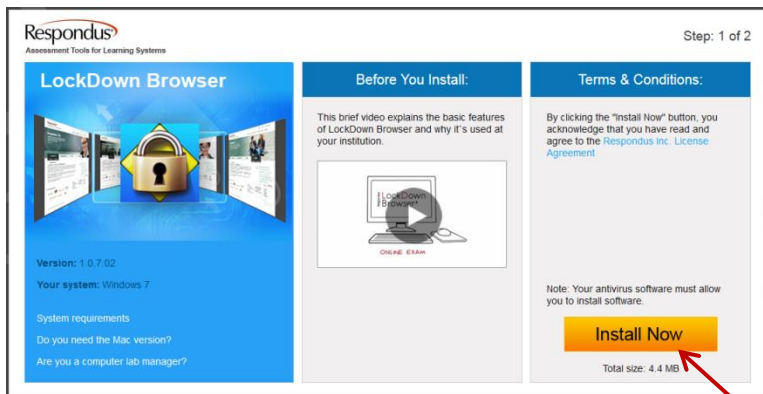 Respondus
Assessment Tools for Learning Systems
Step: 1 of 2
LockDown Browser
Version: 1.0.7.02
Your system: Windows 7
System requirements
Do you need the Mac version?
Are you a computer lab manager?
Before You Install:
This brief video explains the basic features
of LockDown Browser and why it's used at
your institution.
LockDown
Browser
ONLINE EXAM
Terms & Conditions:
By clicking the "Install Now" button, you
acknowledge that you have read and
agree to the Respondus Inc. License
Agreement
Note: Your antivirus software must allow
you to install software.
Install Now
Total size: 4.4 MB